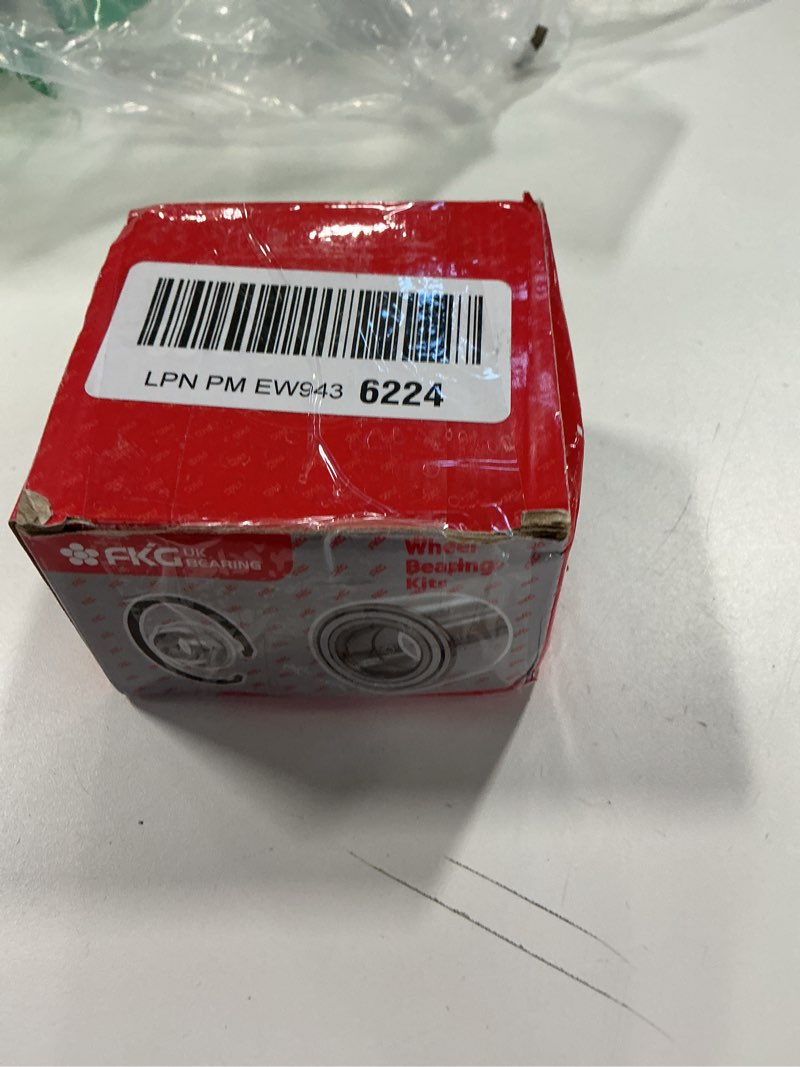 LPN PM EW943 6224
FKG UK
BEARING
Wheel
Bearing
Kits